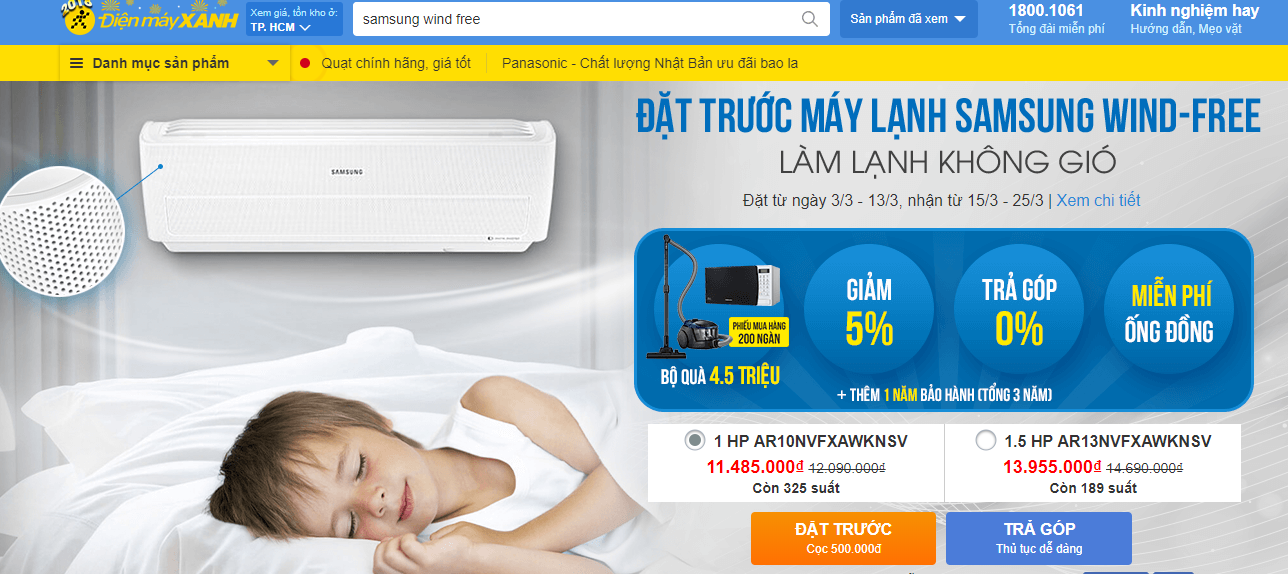 2018
Điện máy XANH
Xem giá, tồn kho ở:
TP. HCM
samsung wind free
Sản phẩm đã xem
1800.1061
Tổng đài miễn phí
Kinh nghiệm hay
Hướng dẫn, Mẹo vặt
Danh mục sản phẩm
Quạt chính hãng, giá tốt
Panasonic - Chất lượng Nhật Bản ưu đãi bao la
SAMSUNG
ĐẶT TRƯỚC MÁY LẠNH SAMSUNG WIND-FREE
LÀM LẠNH KHÔNG GIÓ
Đặt từ ngày 3/3 - 13/3, nhận từ 15/3 - 25/3 | Xem chi tiết
PHIẾU MUA HÀNG
200 NGÀN
BỘ QUÀ 4.5 TRIỆU
GIẢM
5%
TRẢ GÓP
0%
MIỄN PHÍ
ỐNG ĐỒNG
+ THÊM 1 NĂM BẢO HÀNH (TỔNG 3 NĂM)
1 HP AR10NVFXAWKNSV
11.485.000₫ 12.090.000₫
Còn 325 suất
1.5 HP AR13NVFXAWKNSV
13.955.000₫ 14.690.000₫
Còn 189 suất
ĐẶT TRƯỚC
Cọc 500.000đ
TRẢ GÓP
Thủ tục dễ dàng